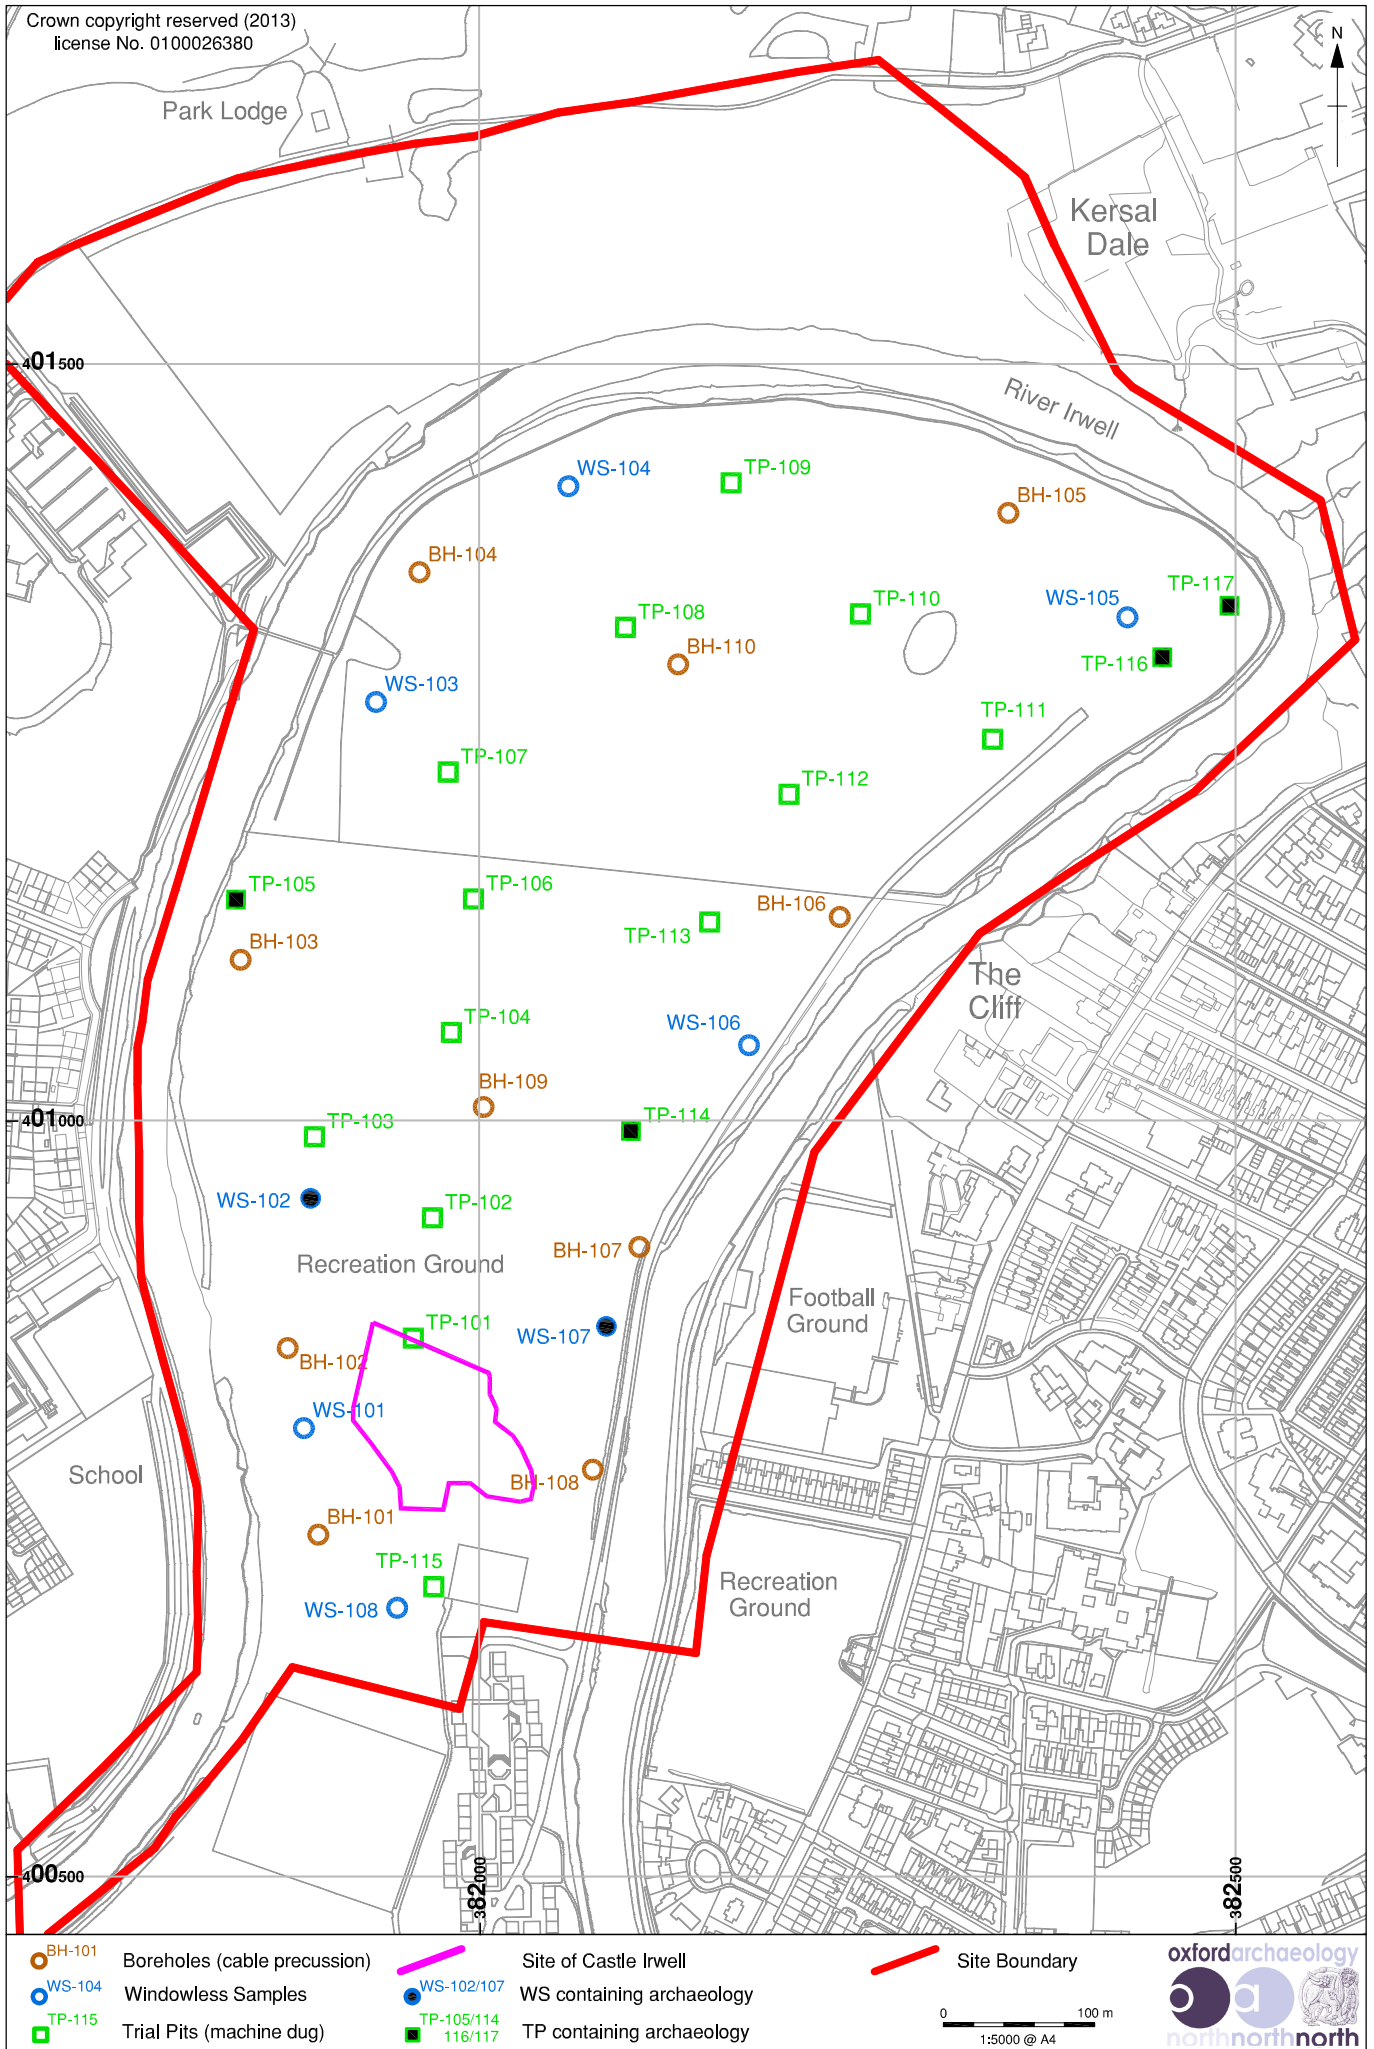 Crown copyright reserved (2013)
license No. 0100026380
N
Park Lodge
Kersal
Dale
401500
River Irwell
WS-104
TP-109
BH-105
BH-104
TP-117
WS-105
TP-110
TP-108
BH-110
TP-116
WS-103
TP-111
TP-107
TP-112
TP-105
TP-106
BH-106
TP-113
BH-103
The
Cliff
TP-104
WS-106
BH-109
401000
TP-103
TP-114
WS-102
TP-102
BH-107
Recreation Ground
Football
Ground
TP-101
WS-107
BH-102
WS-101
School
BH-108
BH-101
TP-115
Recreation
Ground
WS-108
400500
382000
382500
BH-101 Boreholes (cable precussion)
Site of Castle Irwell
Site Boundary
WS-104 Windowless Samples
WS-102/107 WS containing archaeology
TP-115 Trial Pits (machine dug)
TP-105/114
116/117 TP containing archaeology
0 100 m
1:5000 @ A4
oxfordarchaeology
o a
northnorthnorth